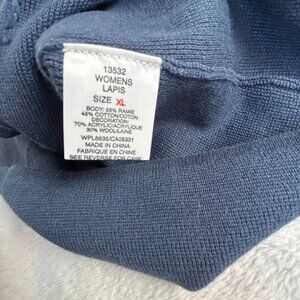 13532
WOMENS
LAPIS
SIZE XL
BODY: 55% RAMIE
45% COTTON/COTON
DECORATION:
70% ACRYLIC/ACRYLIQUE
30% WOOL/LAINE
WPL6635/CA05331
MADE IN CHINA
FABRIQUE EN CHINE
SEE REVERSE FOR CARE